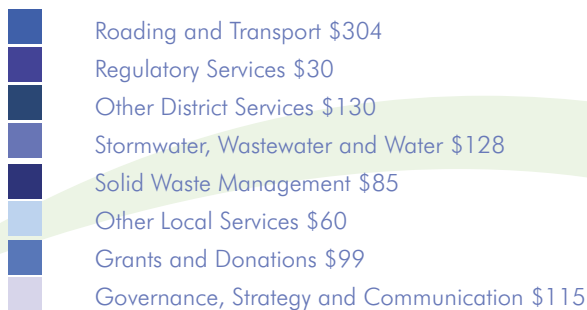 Roading and Transport $304
Regulatory Services $30
Other District Services $130
Stormwater, Wastewater and Water $128
Solid Waste Management $85
Other Local Services $60
Grants and Donations $99
Governance, Strategy and Communication $115